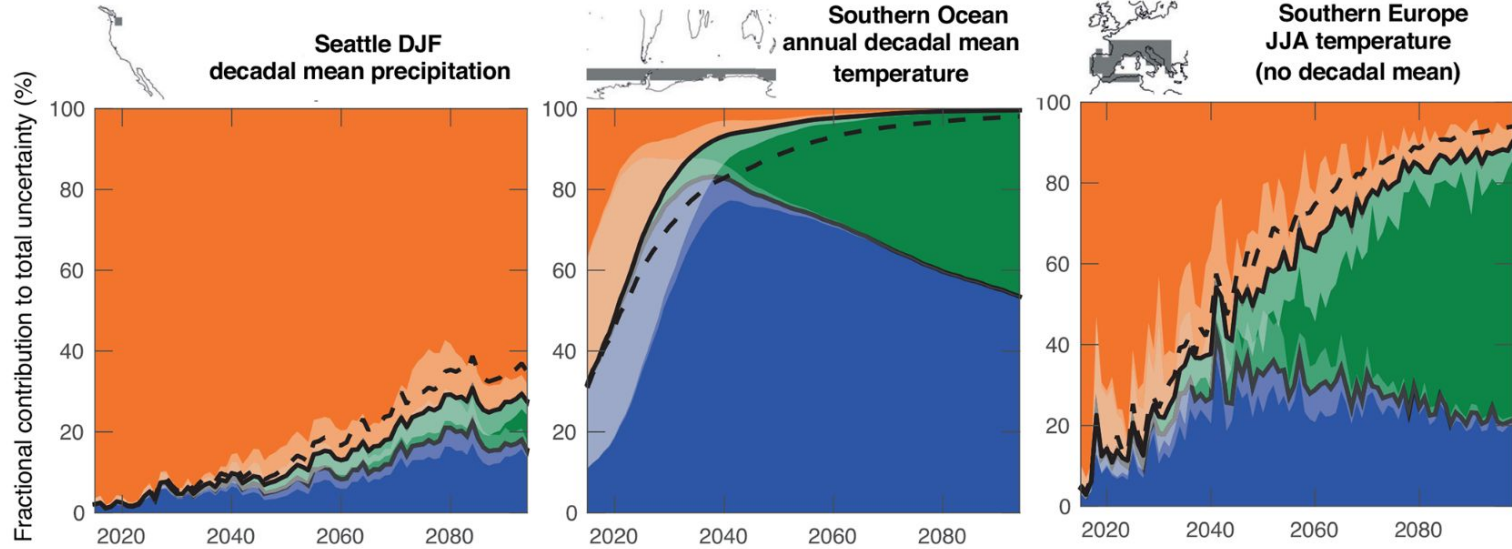 Seattle DJF
decadal mean precipitation
Southern Ocean
annual decadal mean
temperature
Southern Europe
JJA temperature
(no decadal mean)
Fractional contribution to total uncertainty (%)
100
80
60
40
20
0
2020 2040 2060 2080
100
80
60
40
20
0
2020 2040 2060 2080
100
80
60
40
20
0
2020 2040 2060 2080